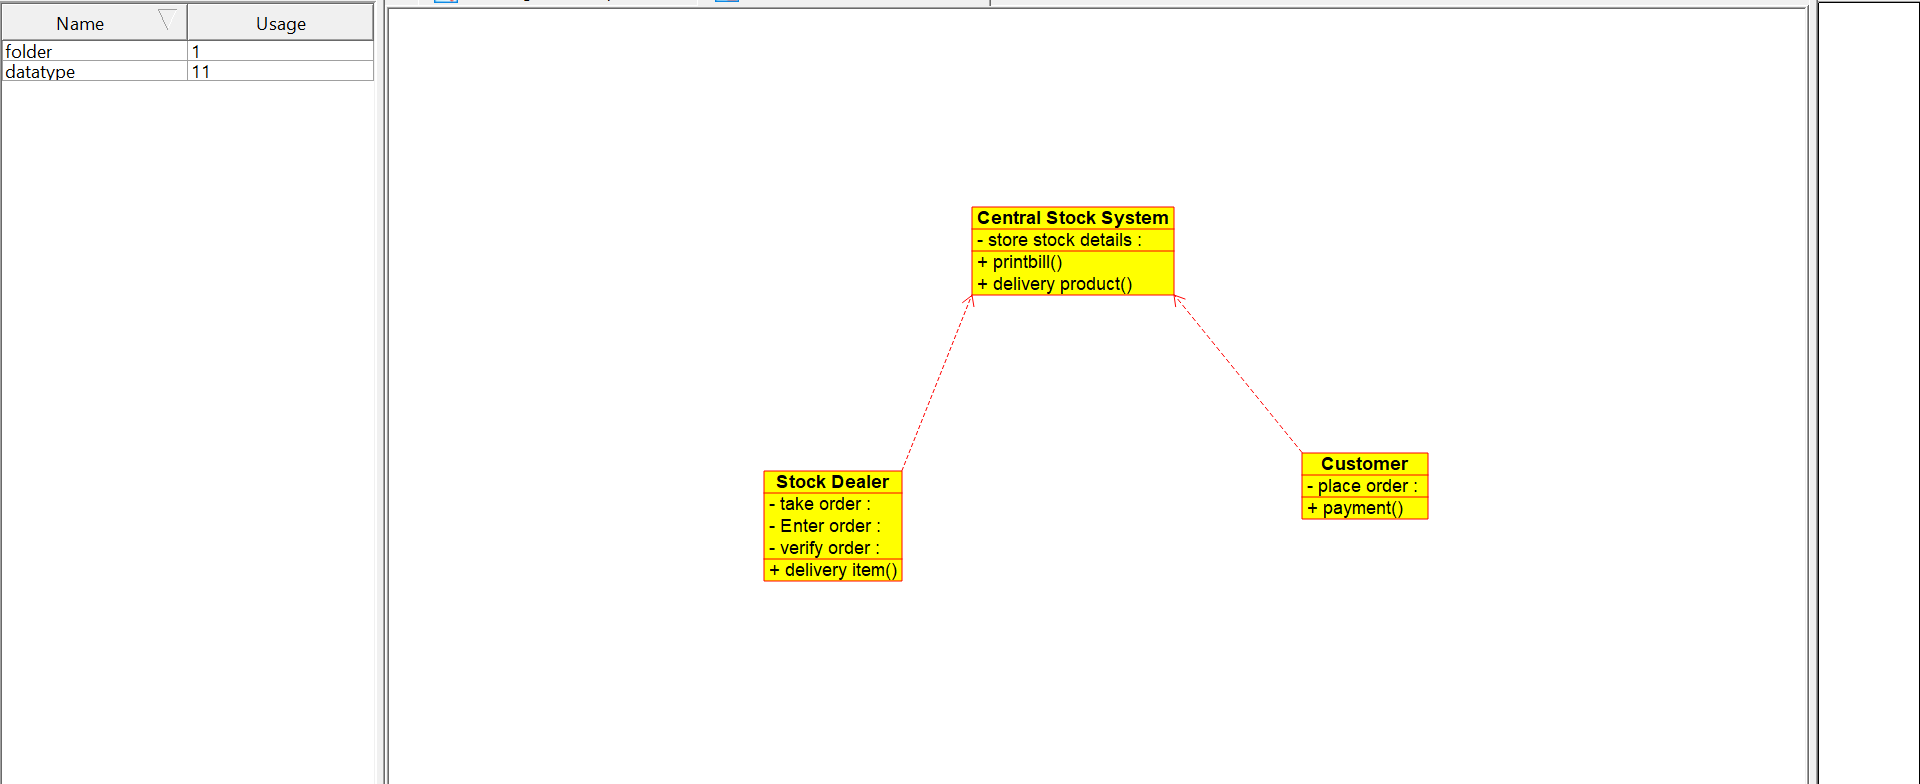 Name
Usage
folder
1
datatype
11
Central Stock System
- store stock details :
+ printbill()
+ delivery product()
Stock Dealer
- take order :
- Enter order :
- verify order :
+ delivery item()
Customer
- place order :
+ payment()